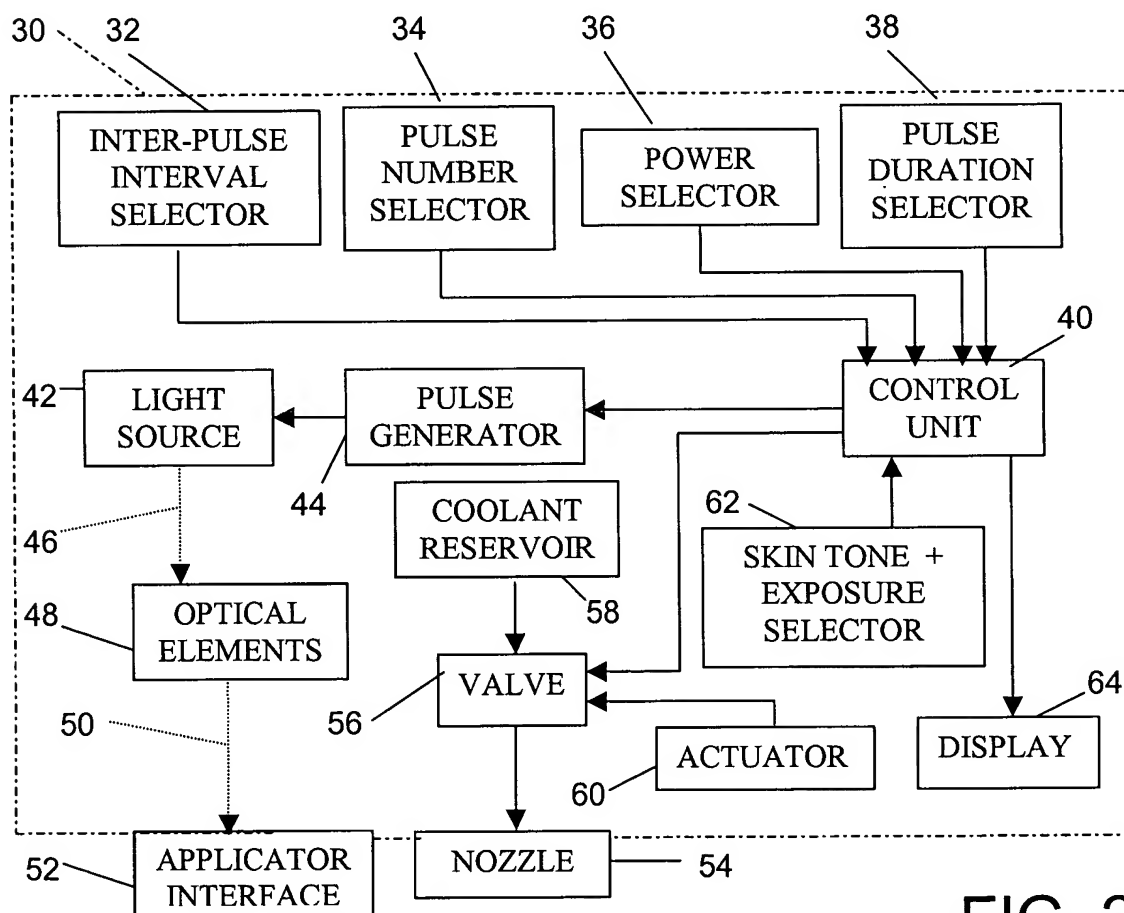 30
32
34
36
38
INTER-PULSE
INTERVAL
SELECTOR
PULSE
NUMBER
SELECTOR
POWER
SELECTOR
PULSE
DURATION
SELECTOR
40
CONTROL
UNIT
42
LIGHT
SOURCE
PULSE
GENERATOR
44
46
COOLANT
RESERVOIR
58
62
SKIN TONE +
EXPOSURE
SELECTOR
48
OPTICAL
ELEMENTS
VALVE
56
50
64
ACTUATOR
60
DISPLAY
52
APPLICATOR
INTERFACE
NOZZLE
54
FIG.